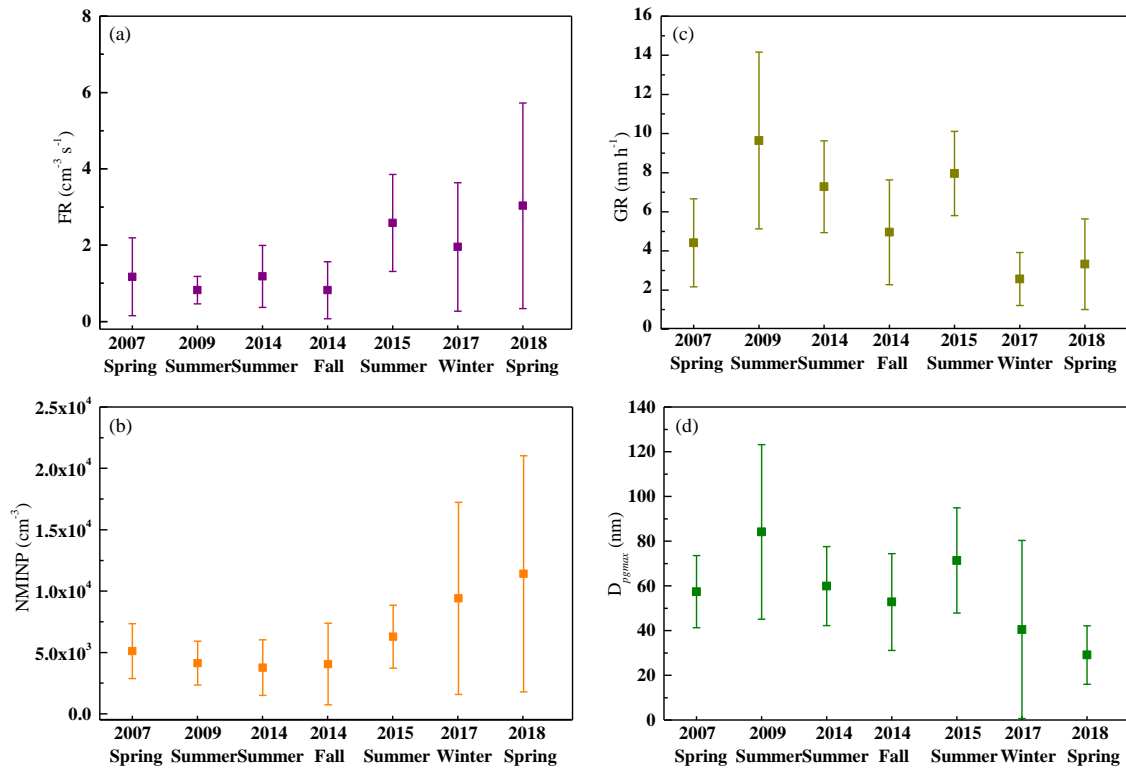 (a)
FR (cm⁻³ s⁻¹)
8
6
4
2
0
2007 2009 2014 2014 2015 2017 2018
Spring Summer Summer Fall Summer Winter Spring
(c)
GR (nm h⁻¹)
16
14
12
10
8
6
4
2
0
2007 2009 2014 2014 2015 2017 2018
Spring Summer Summer Fall Summer Winter Spring
(b)
NMINP (cm⁻³)
2.5x10⁴
2.0x10⁴
1.5x10⁴
1.0x10⁴
5.0x10³
0.0
2007 2009 2014 2014 2015 2017 2018
Spring Summer Summer Fall Summer Winter Spring
(d)
D_pgmax (nm)
140
120
100
80
60
40
20
0
2007 2009 2014 2014 2015 2017 2018
Spring Summer Summer Fall Summer Winter Spring